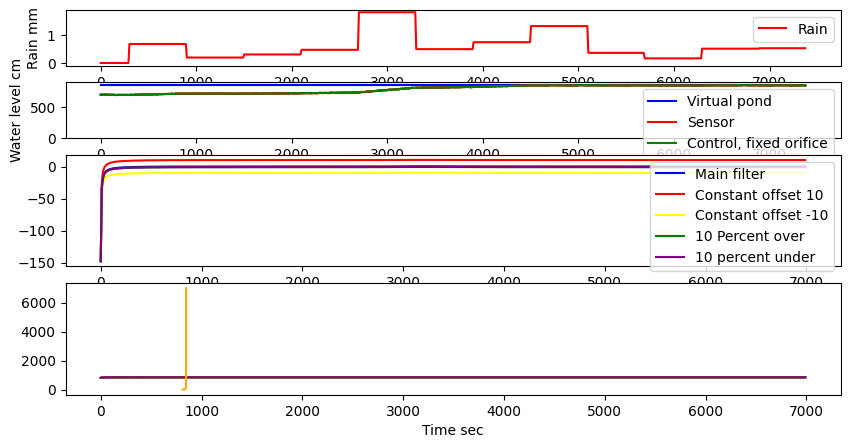 Rain mm
1
0
Rain
0 1000 2000 3000 4000 5000 6000 7000
Water level cm
500
0
Virtual pond
Sensor
Control, fixed orifice
0 1000 2000 3000 4000 5000 6000 7000
0
−50
−100
−150
Main filter
Constant offset 10
Constant offset -10
10 Percent over
10 percent under
0 1000 2000 3000 4000 5000 6000 7000
6000
4000
2000
0
0 1000 2000 3000 4000 5000 6000 7000
Time sec